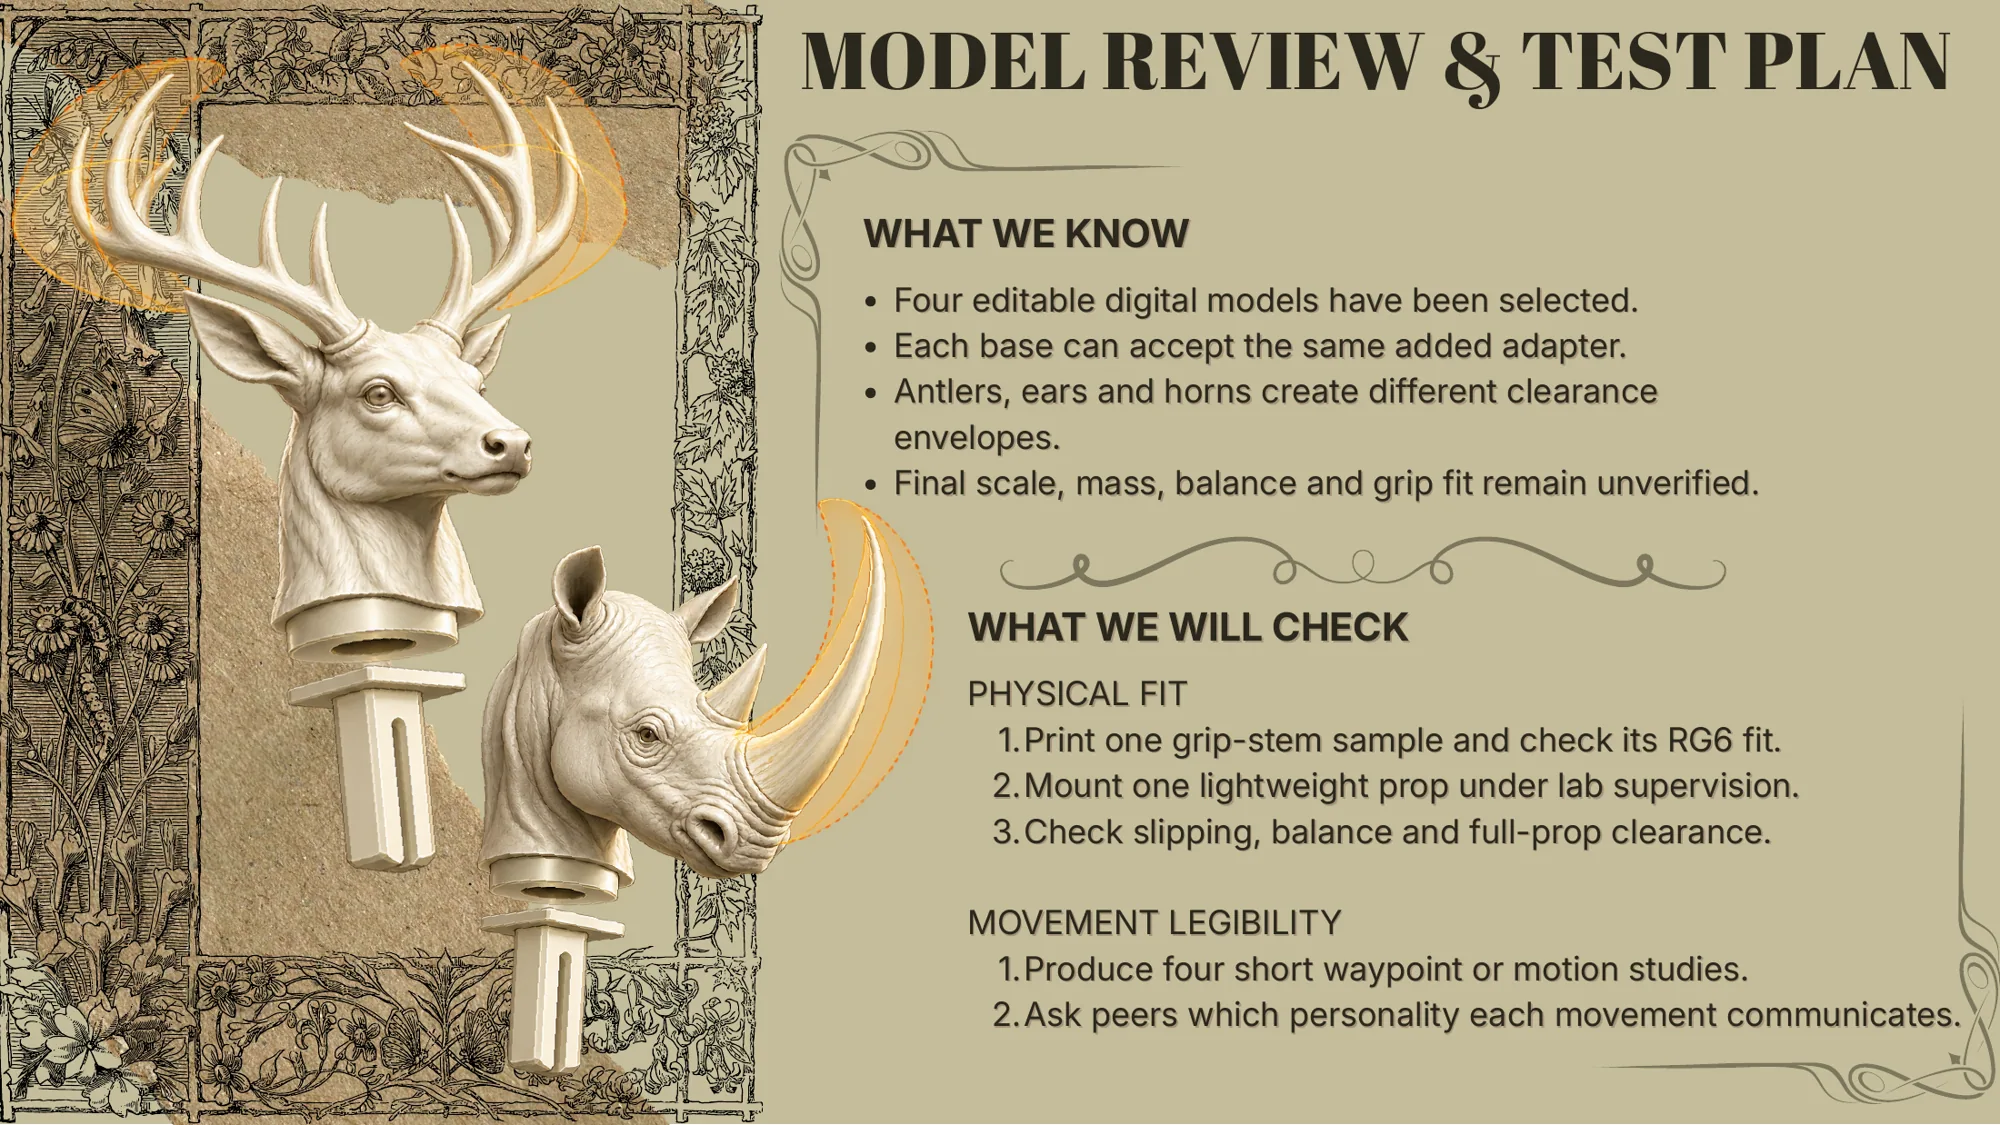 MODEL REVIEW & TEST PLAN
WHAT WE KNOW
• Four editable digital models have been selected.
• Each base can accept the same added adapter.
• Antlers, ears and horns create different clearance
envelopes.
• Final scale, mass, balance and grip fit remain unverified.
WHAT WE WILL CHECK
PHYSICAL FIT
1. Print one grip-stem sample and check its RG6 fit.
2. Mount one lightweight prop under lab supervision.
3. Check slipping, balance and full-prop clearance.
MOVEMENT LEGIBILITY
1. Produce four short waypoint or motion studies.
2. Ask peers which personality each movement communicates.